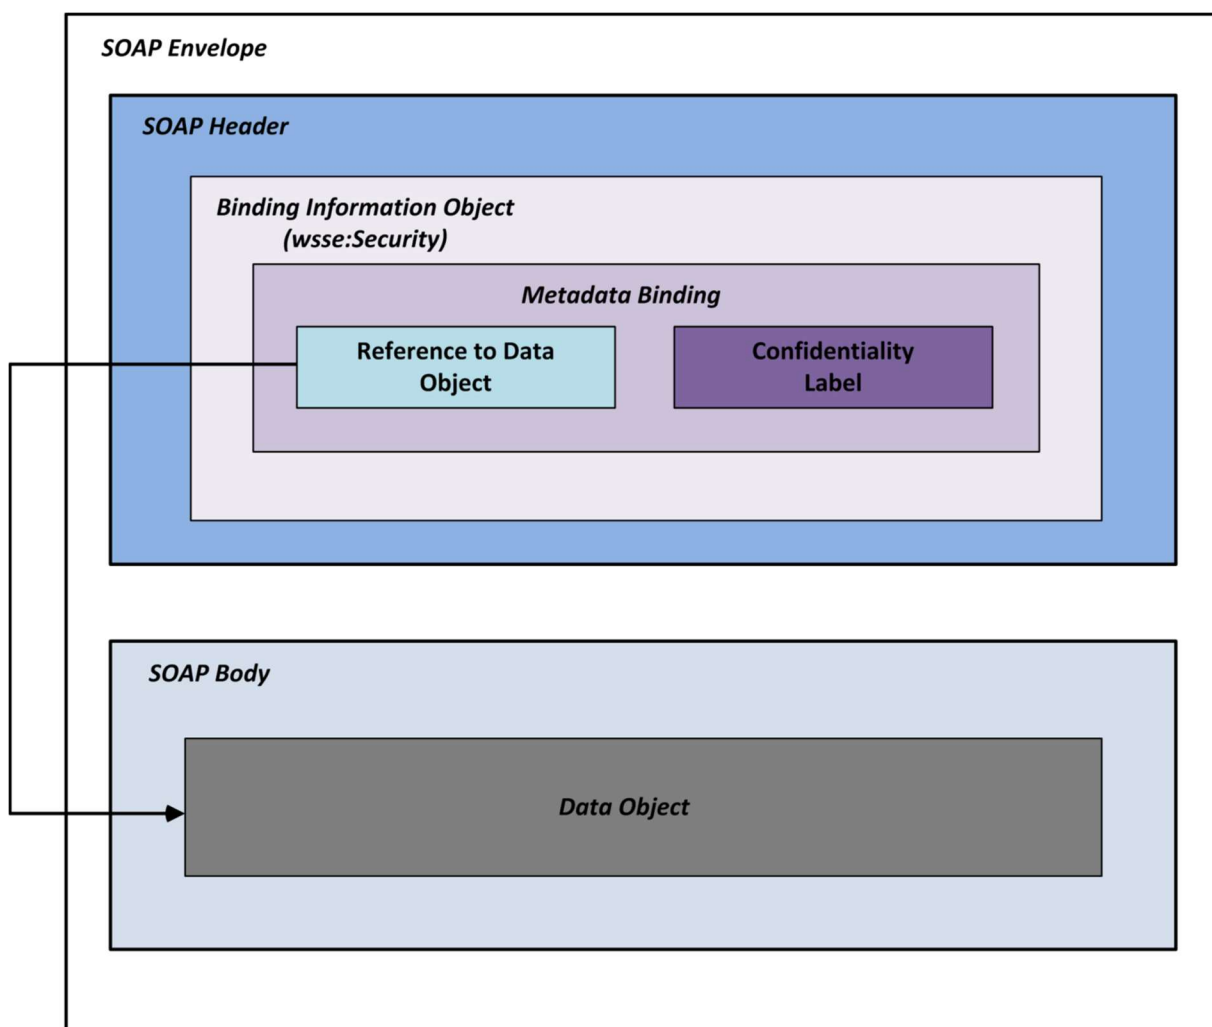 SOAP Envelope
SOAP Header
Binding Information Object
(wsse:Security)
Metadata Binding
Reference to Data
Object
Confidentiality
Label
SOAP Body
Data Object